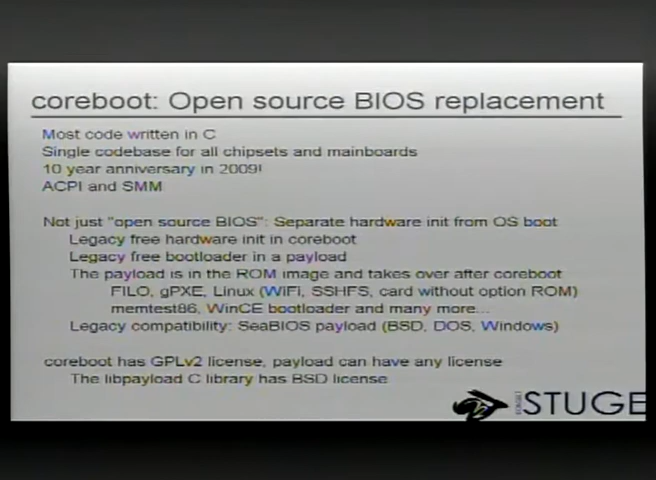 coreboot: Open source BIOS replacement
Most code written in C
Single codebase for all chipsets and mainboards
10 year anniversary in 2009!
ACPI and SMM
Not just "open source BIOS": Separate hardware init from OS boot
Legacy free hardware init in coreboot
Legacy free bootloader in a payload
The payload is in the ROM image and takes over after coreboot
FILO, gPXE, Linux (WiFi, SSHFS, card without option ROM)
memtest86, WinCE bootloader and many more...
Legacy compatibility: SeaBIOS payload (BSD, DOS, Windows)
coreboot has GPLv2 license, payload can have any license
The libpayload C library has BSD license
STUGE